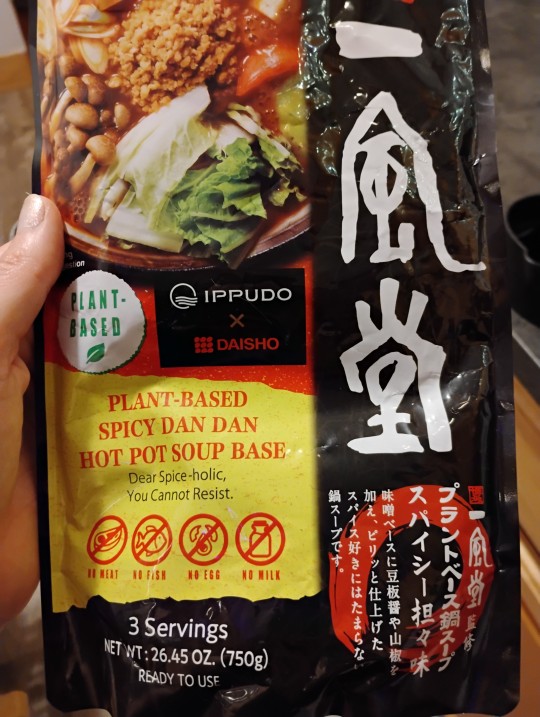 PLANT-
BASED
IPPUDO
×
DAISHO
PLANT-BASED
SPICY DAN DAN
HOT POT SOUP BASE
Dear Spice-holic,
You Cannot Resist.
NO MEAT
NO FISH
NO EGG
NO MILK
3 Servings
NET WT: 26.45 OZ. (750g)
READY TO USE
一風堂
一風堂 監修
プラントベース鍋スープ
スパイシー担々味
味噌ベースに豆板醤や山椒を
加え、ピリッと仕上げた
スパイス好きにはたまらな
鍋スープです。